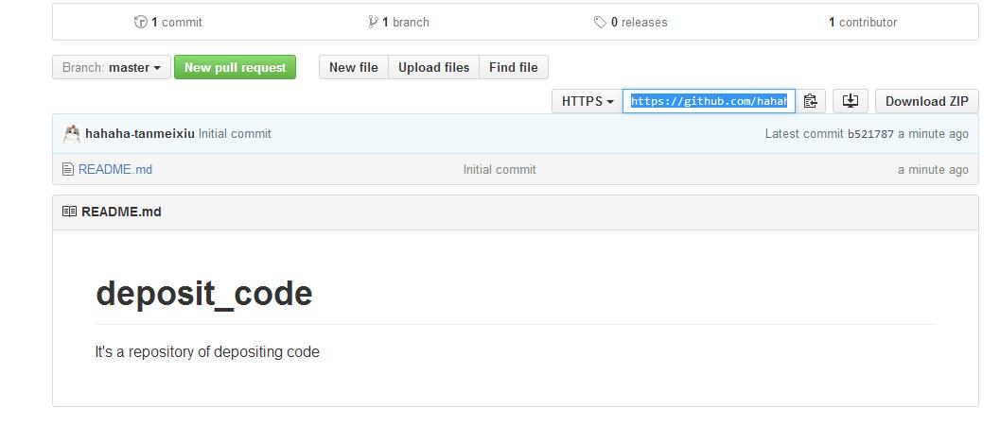 1 commit 1 branch 0 releases 1 contributor
Branch: master New pull request New file Upload files Find file
HTTPS https://github.com/hahah Download ZIP
hahaha-tanmeixiu Initial commit Latest commit b521787 a minute ago
README.md Initial commit a minute ago
README.md
deposit_code
It's a repository of depositing code